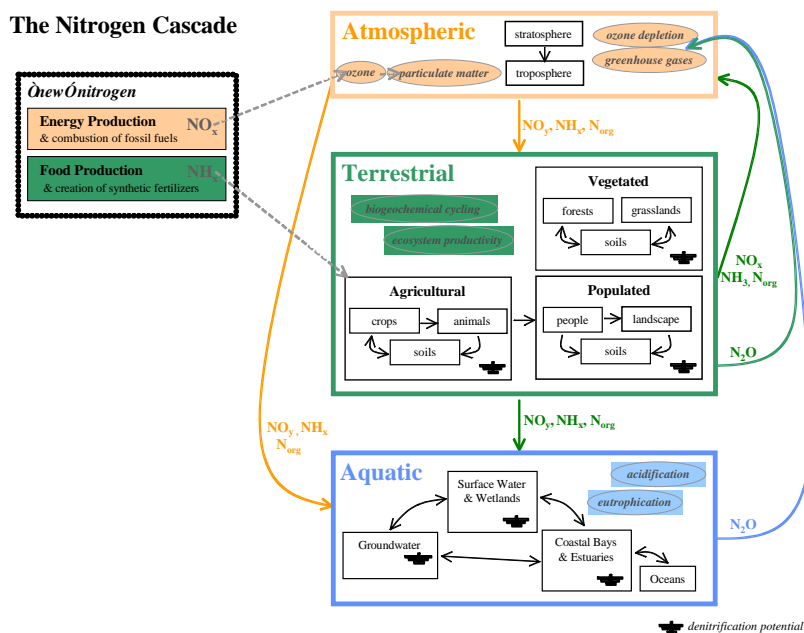 The Nitrogen Cascade
ÒnewÓnitrogen
Energy Production
& combustion of fossil fuels
NOx
Food Production
& creation of synthetic fertilizers
NHx
Atmospheric
stratosphere
troposphere
ozone
particulate matter
ozone depletion
greenhouse gases
NOy, NHx, Norg
Terrestrial
biogeochemical cycling
ecosystem productivity
Vegetated
forests
grasslands
soils
Agricultural
crops
animals
soils
Populated
people
landscape
soils
NOx
NH3, Norg
N2O
NOy, NHx
Norg
NOy, NHx, Norg
Aquatic
Surface Water
& Wetlands
acidification
eutrophication
Groundwater
Coastal Bays
& Estuaries
Oceans
N2O
denitrification potential